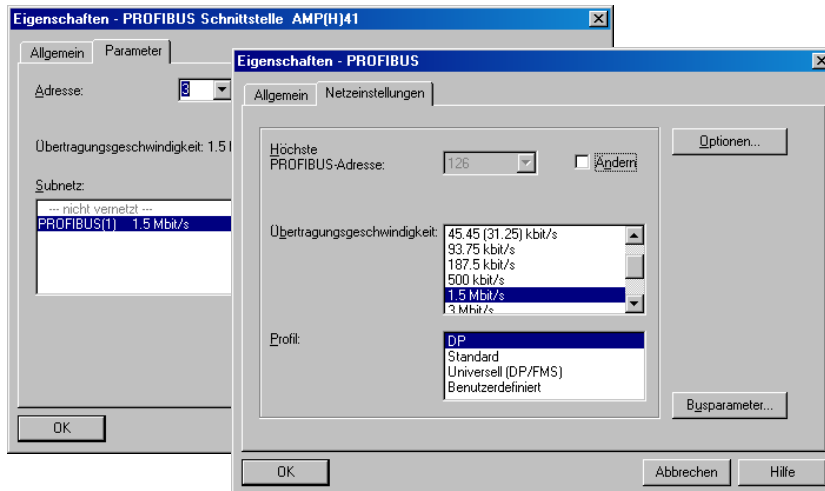 Eigenschaften - PROFIBUS Schnittstelle AMP(H)41
Allgemein Parameter
Adresse: 3
Übertragungsgeschwindigkeit: 1.5
Subnetz:
--- nicht vernetzt ---
PROFIBUS(1) 1.5 Mbit/s
OK
Eigenschaften - PROFIBUS
Allgemein Netzeinstellungen
Höchste
PROFIBUS-Adresse: 126 Ändern
Optionen...
Übertragungsgeschwindigkeit:
45.45 (31.25) kbit/s
93.75 kbit/s
187.5 kbit/s
500 kbit/s
1.5 Mbit/s
3 Mbit/s
Profil:
DP
Standard
Universell (DP/FMS)
Benutzerdefiniert
Busparameter...
OK Abbrechen Hilfe